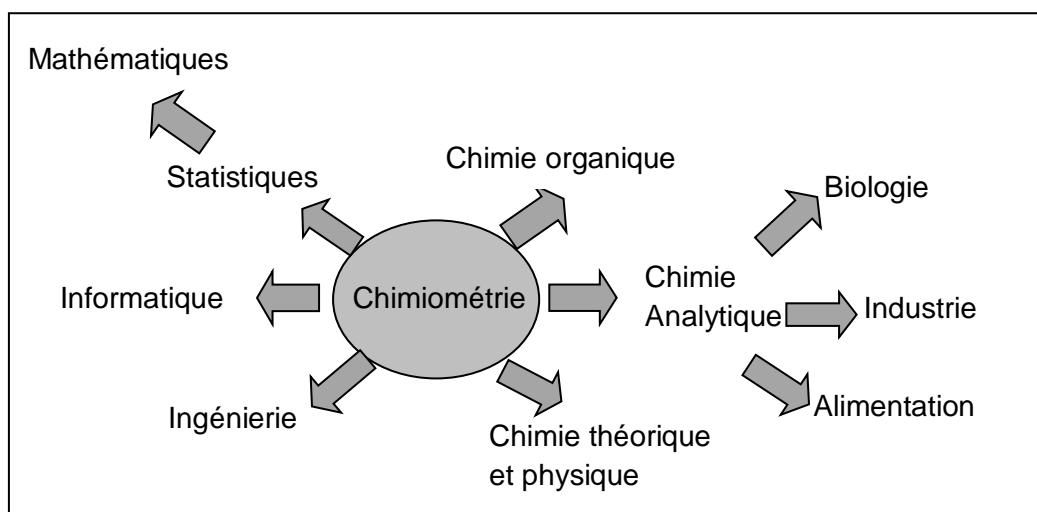 Mathématiques
Statistiques
Chimie organique
Biologie
Informatique
Chimiométrie
Chimie
Analytique
Industrie
Ingénierie
Chimie théorique
et physique
Alimentation